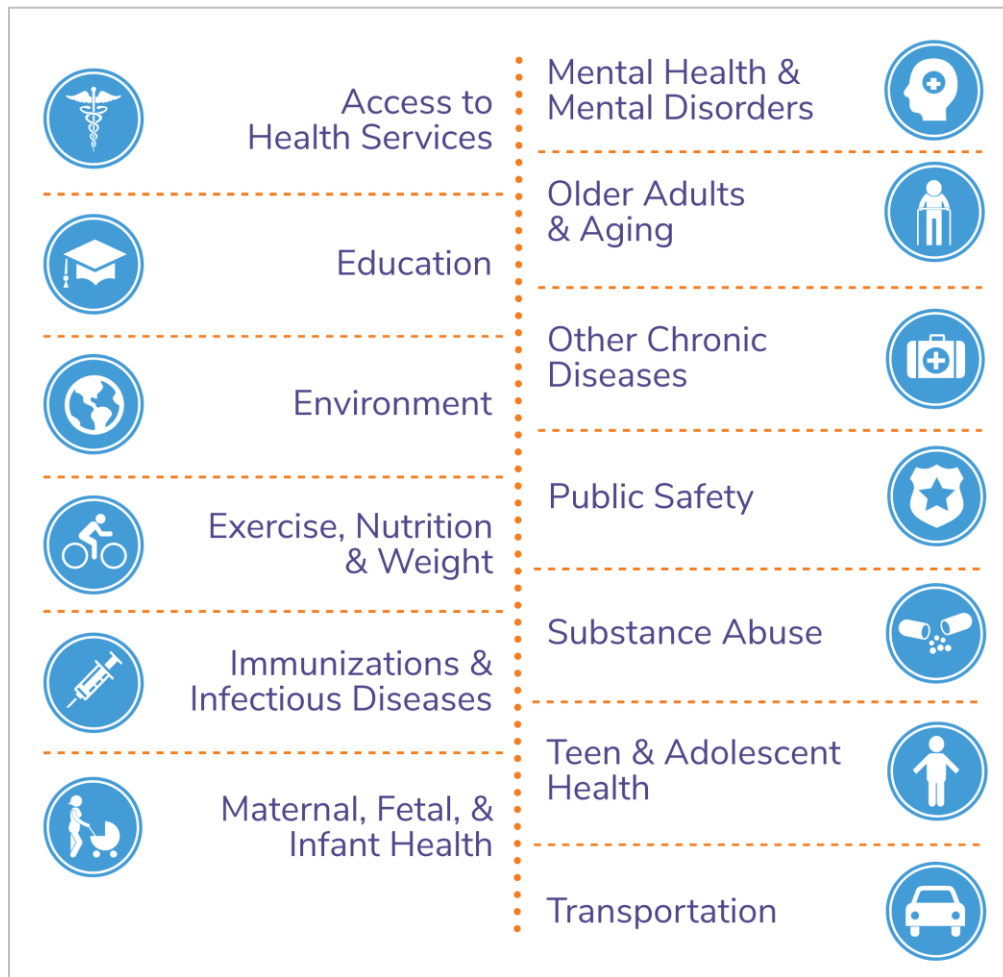 Access to
Health Services
Education
Environment
Exercise, Nutrition
& Weight
Immunizations &
Infectious Diseases
Maternal, Fetal, &
Infant Health
Mental Health &
Mental Disorders
Older Adults
& Aging
Other Chronic
Diseases
Public Safety
Substance Abuse
Teen & Adolescent
Health
Transportation